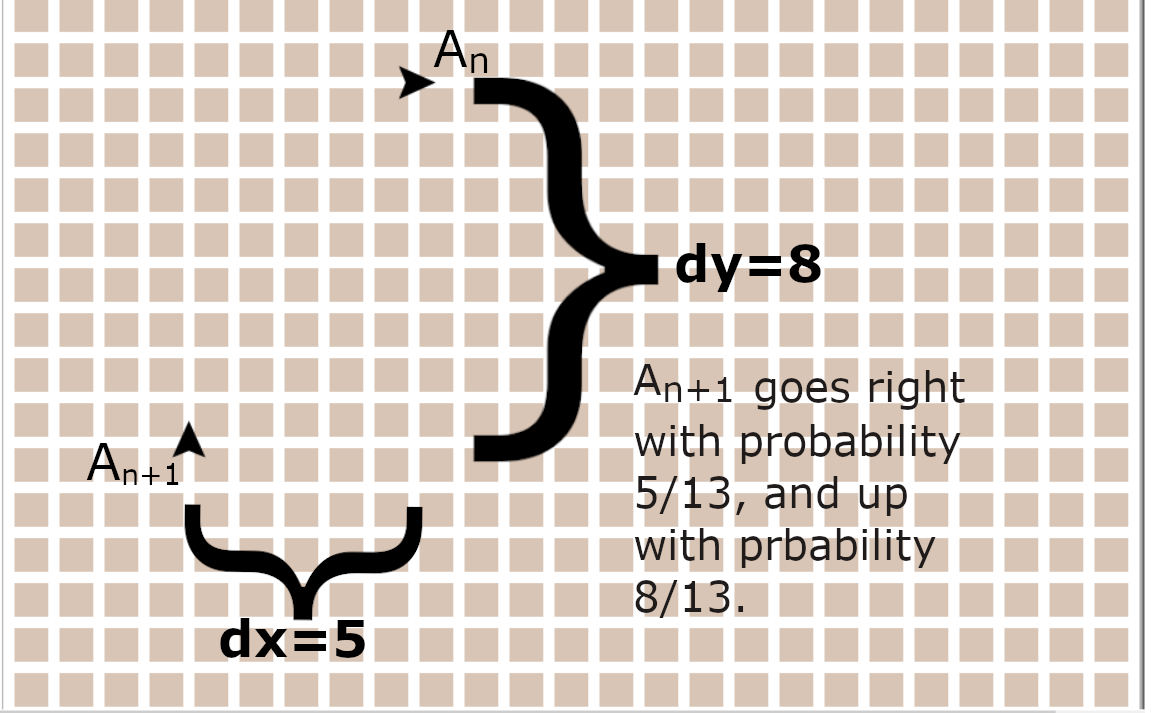 An
dy=8
An+1 goes right
with probability
5/13, and up
with prbability
8/13.
An+1
dx=5